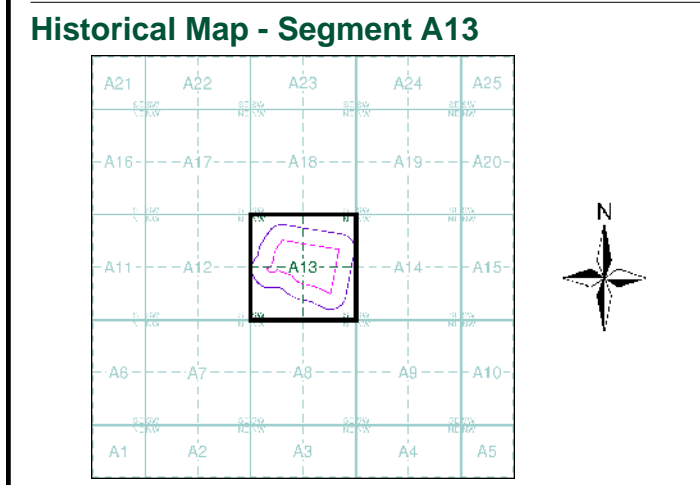 Historical Map - Segment A13
A21 A22 A23 A24 A25
A16 A17 A18 A19 A20
N
A11 A12 A13 A14 A15
A6 A7 A8 A9 A10
A1 A2 A3 A4 A5